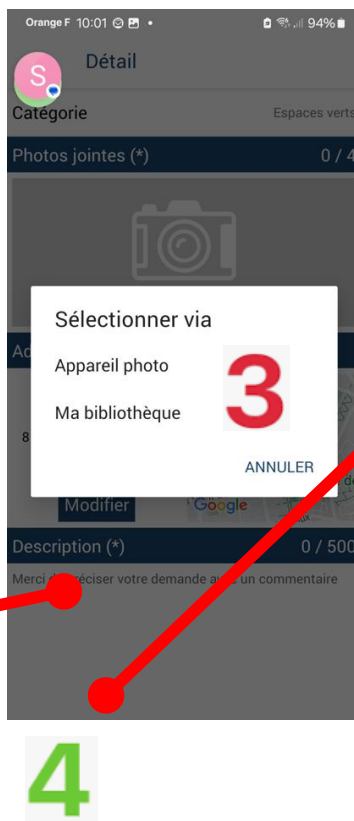 Orange F 10:01
94%
Détail
S
Catégorie
Espaces verts
Photos jointes (*)
0 / 4
Sélectionner via
Appareil photo
Ma bibliothèque
3
8
ANNULER
Modifier
Google
Description (*)
0 / 500
Merci de préciser votre demande avec un commentaire
4